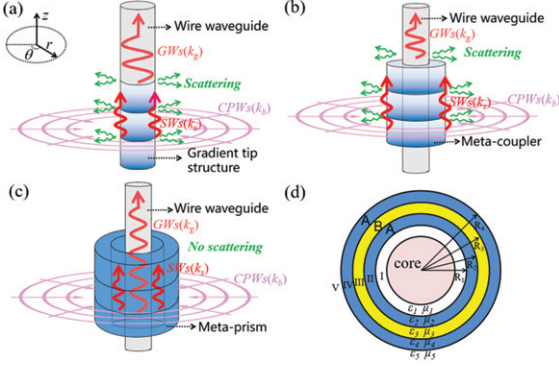 (a)
z
r
θ
Wire waveguide
GWs(kg)
Scattering
CPWs(kb)
SWs(ks)
Gradient tip
structure
(b)
Wire waveguide
GWs(kg)
Scattering
CPWs(kb)
SWs(ks)
Meta-coupler
(c)
Wire waveguide
GWs(kg)
No scattering
SWs(ks)
CPWs(kb)
Meta-prism
(d)
A B A
core
R4
R3
R2
R1
V IV III II I
ε1 μ1
ε2 μ2
ε3 μ3
ε4 μ4
ε5 μ5